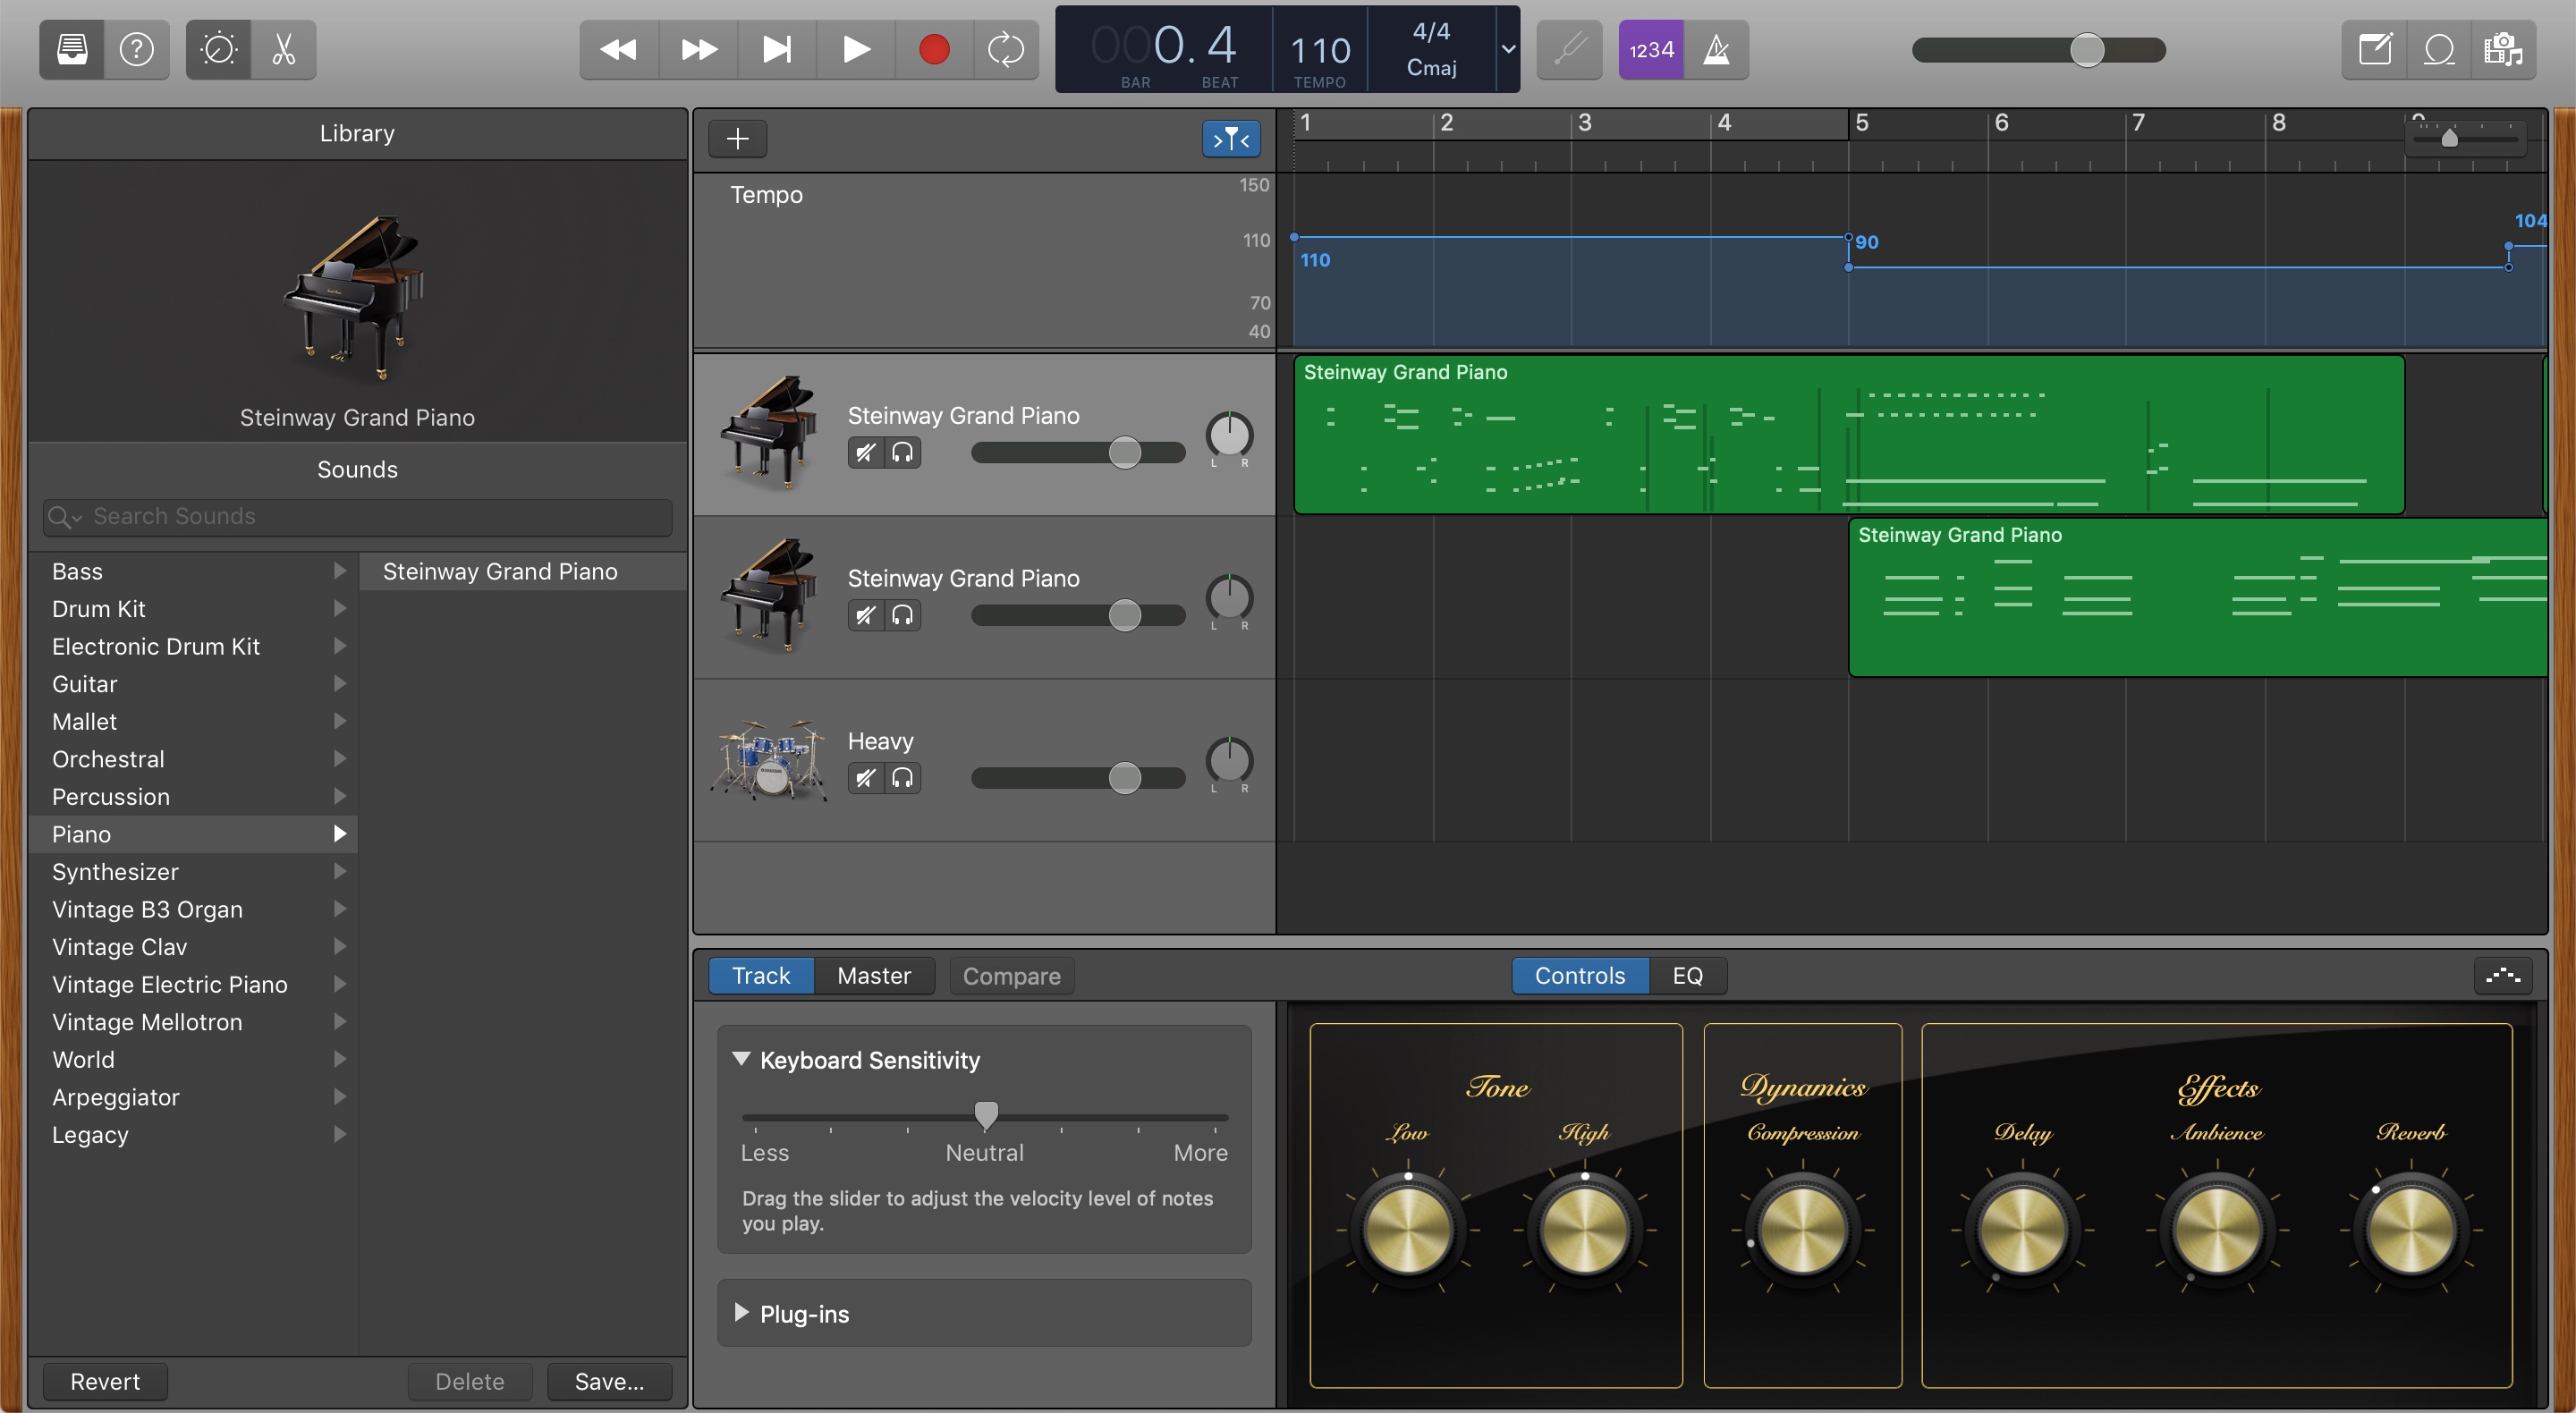 000. 4
BAR
BEAT
110
TEMPO
4/4
Cmaj
1234
Library
Steinway Grand Piano
Sounds
Search Sounds
Bass
Drum Kit
Electronic Drum Kit
Guitar
Mallet
Orchestral
Percussion
Piano
Synthesizer
Vintage B3 Organ
Vintage Clav
Vintage Electric Piano
Vintage Mellotron
World
Arpeggiator
Legacy
Steinway Grand Piano
Revert
Delete
Save...
1 2 3 4 5 6 7 8
Tempo
150
110
70
40
110
90
104
Steinway Grand Piano
L R
Steinway Grand Piano
Steinway Grand Piano
L R
Steinway Grand Piano
Heavy
L R
Track
Master
Compare
Controls
EQ
Keyboard Sensitivity
Less
Neutral
More
Drag the slider to adjust the velocity level of notes
you play.
Plug-ins
Tone
Low
High
Dynamics
Compression
Effects
Delay
Ambience
Reverb